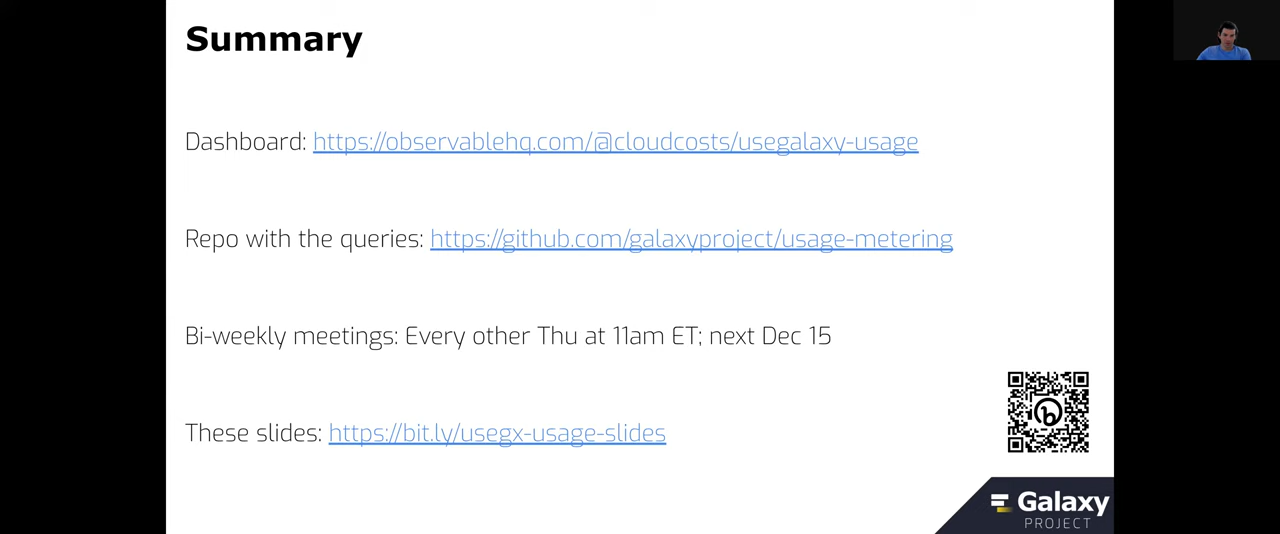 Summary
Dashboard: https://observablehq.com/@cloudcosts/usegalaxy-usage
Repo with the queries: https://github.com/galaxyproject/usage-metering
Bi-weekly meetings: Every other Thu at 11am ET; next Dec 15
These slides: https://bit.ly/usegx-usage-slides
Galaxy
PROJECT